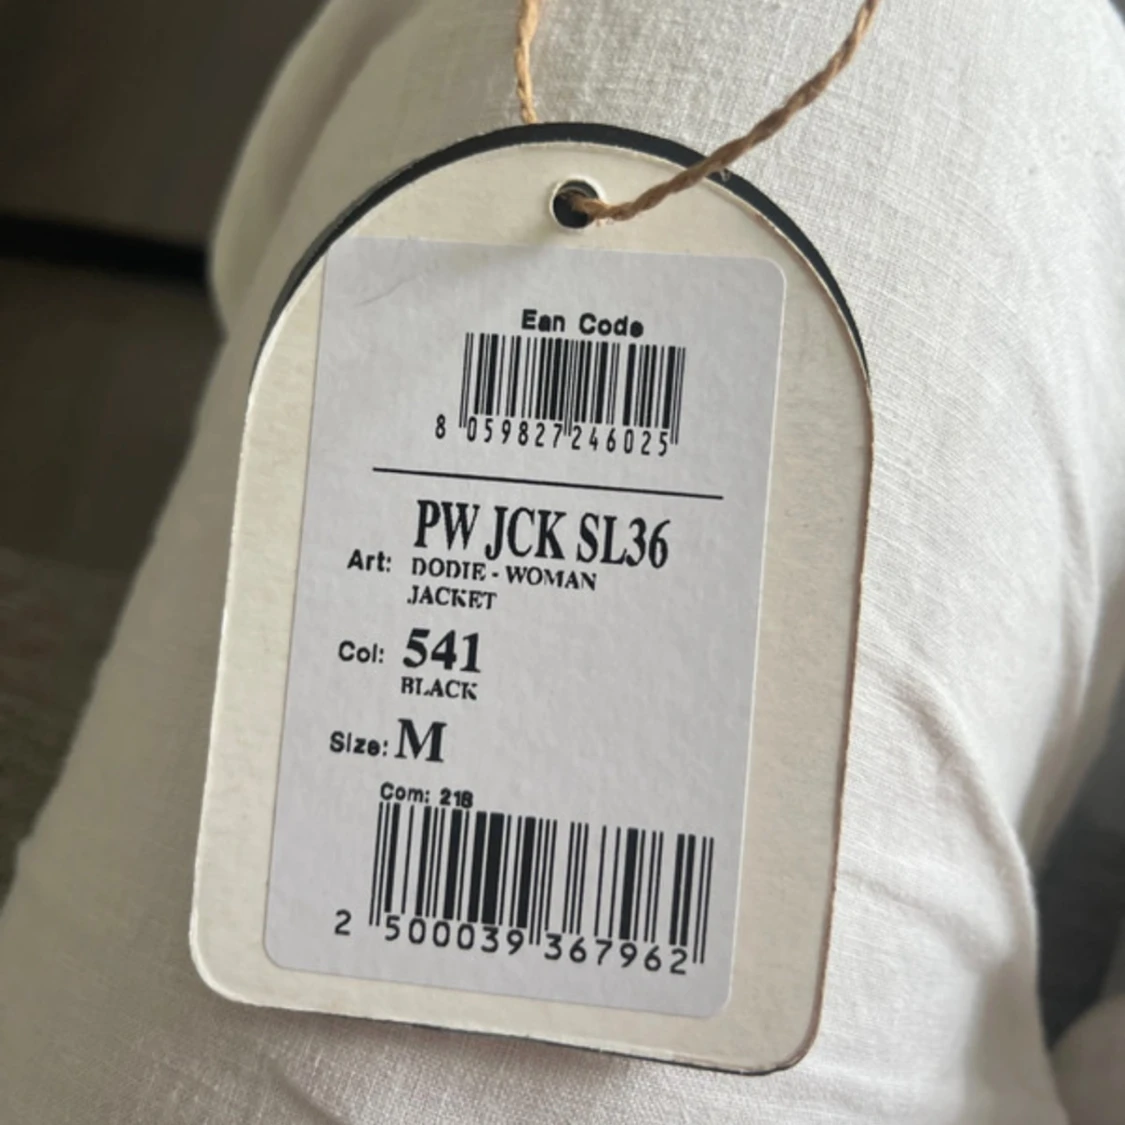 Ean Code
8 059827 246025
PW JCK SL36
Art: DODIE - WOMAN
JACKET
Col: 541
BLACK
Size: M
Com: 218
2 500039 367962